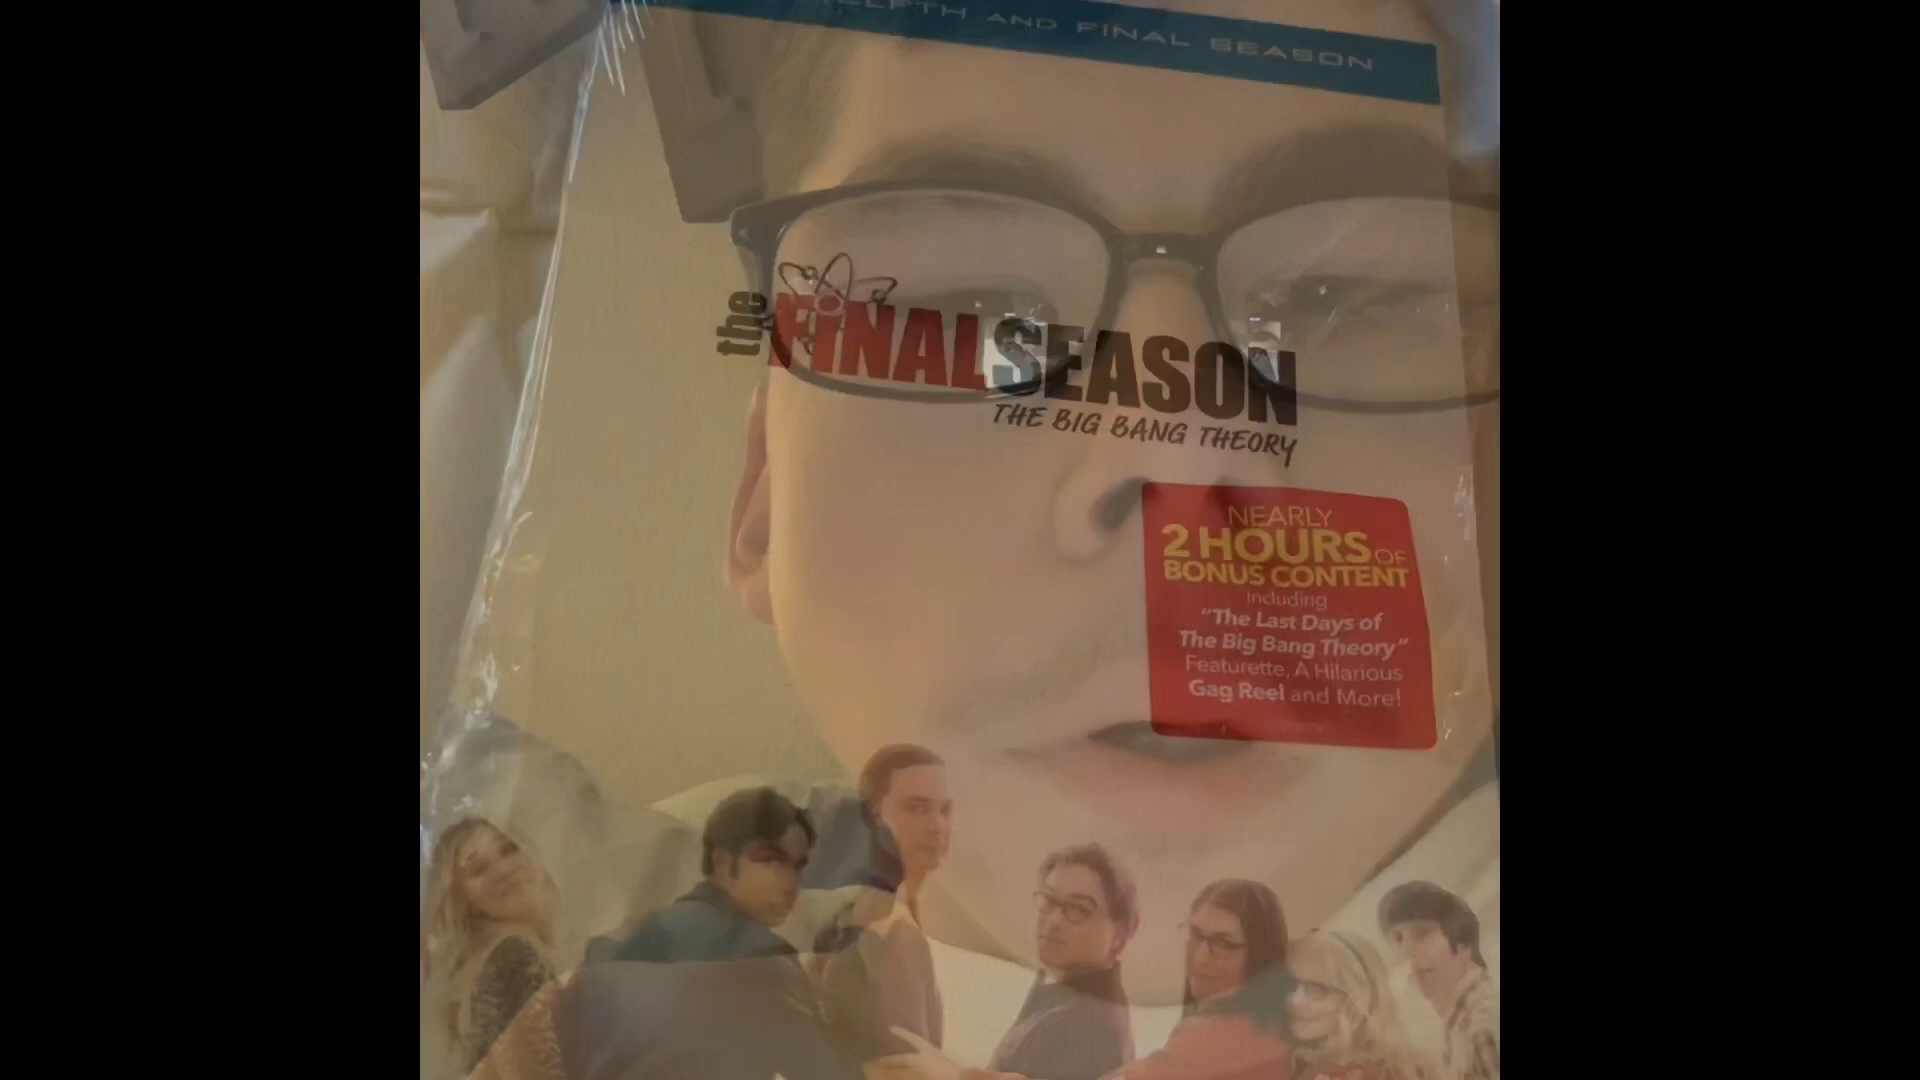 AND FINAL SEASON
the FINAL SEASON
THE BIG BANG THEORY
NEARLY
2 HOURS OF
BONUS CONTENT
including
“The Last Days of
The Big Bang Theory”
Featurette, A Hilarious
Gag Reel and More!